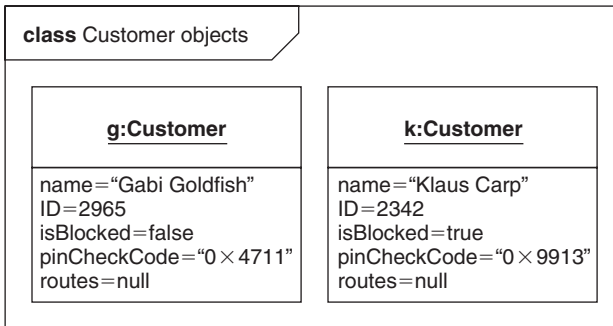 class Customer objects
g:Customer
name=“Gabi Goldfish”
ID=2965
isBlocked=false
pinCheckCode=“0×4711”
routes=null
k:Customer
name=“Klaus Carp”
ID=2342
isBlocked=true
pinCheckCode=“0×9913”
routes=null